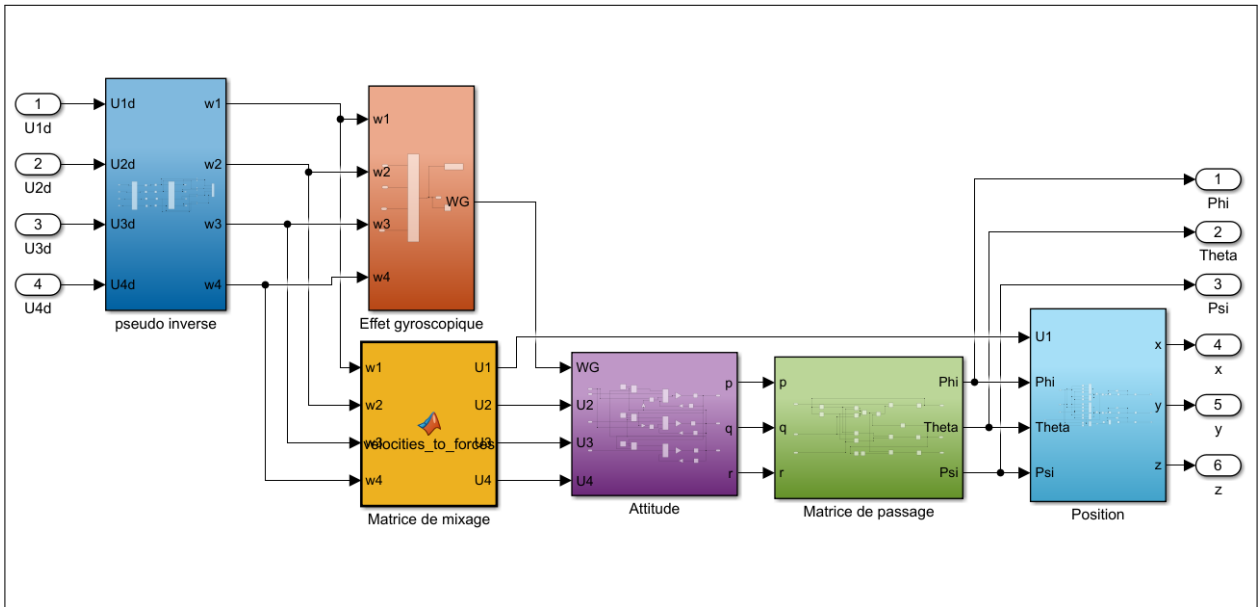 1
U1d
2
U2d
3
U3d
4
U4d
U1d
U2d
U3d
U4d
w1
w2
w3
w4
pseudo inverse
w1
w2
w3
w4
WG
Effet gyroscopique
w1
w2
w3
w4
velocities_to_forces
U1
U2
U3
U4
Matrice de mixage
WG
U2
U3
U4
p
q
r
Attitude
p
q
r
Phi
Theta
Psi
Matrice de passage
U1
Phi
Theta
Psi
x
y
z
Position
1
Phi
2
Theta
3
Psi
4
x
5
y
6
z